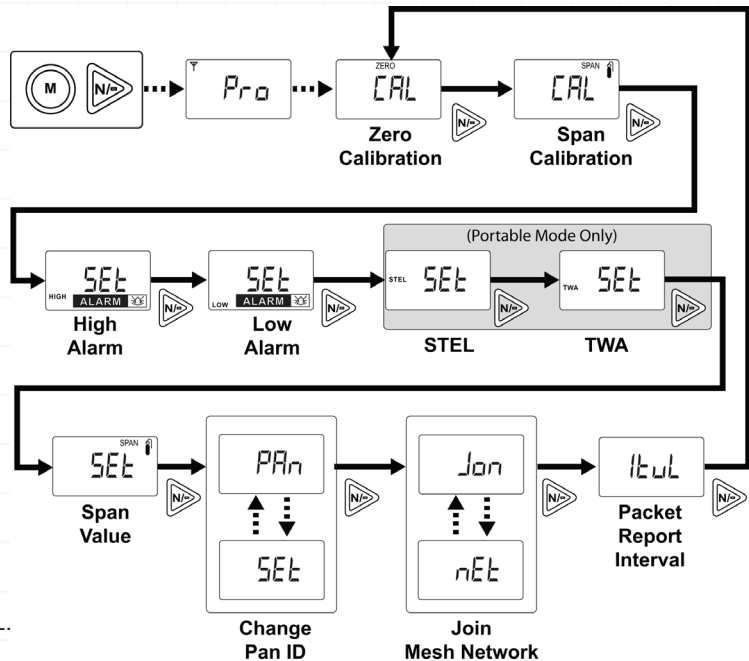 M N/-
Pro
ZERO
CAL
N/-
Zero
Calibration
SPAN
CAL
N/-
Span
Calibration
HIGH
SEt
ALARM
N/-
High
Alarm
LOW
SEt
ALARM
N/-
Low
Alarm
(Portable Mode Only)
STEL
SEt
N/-
STEL
TWA
SEt
N/-
TWA
SPAN
SEt
N/-
Span
Value
PAn
SEt
N/-
Change
Pan ID
Jon
nEt
N/-
Join
Mesh Network
ItuL
N/-
Packet
Report
Interval